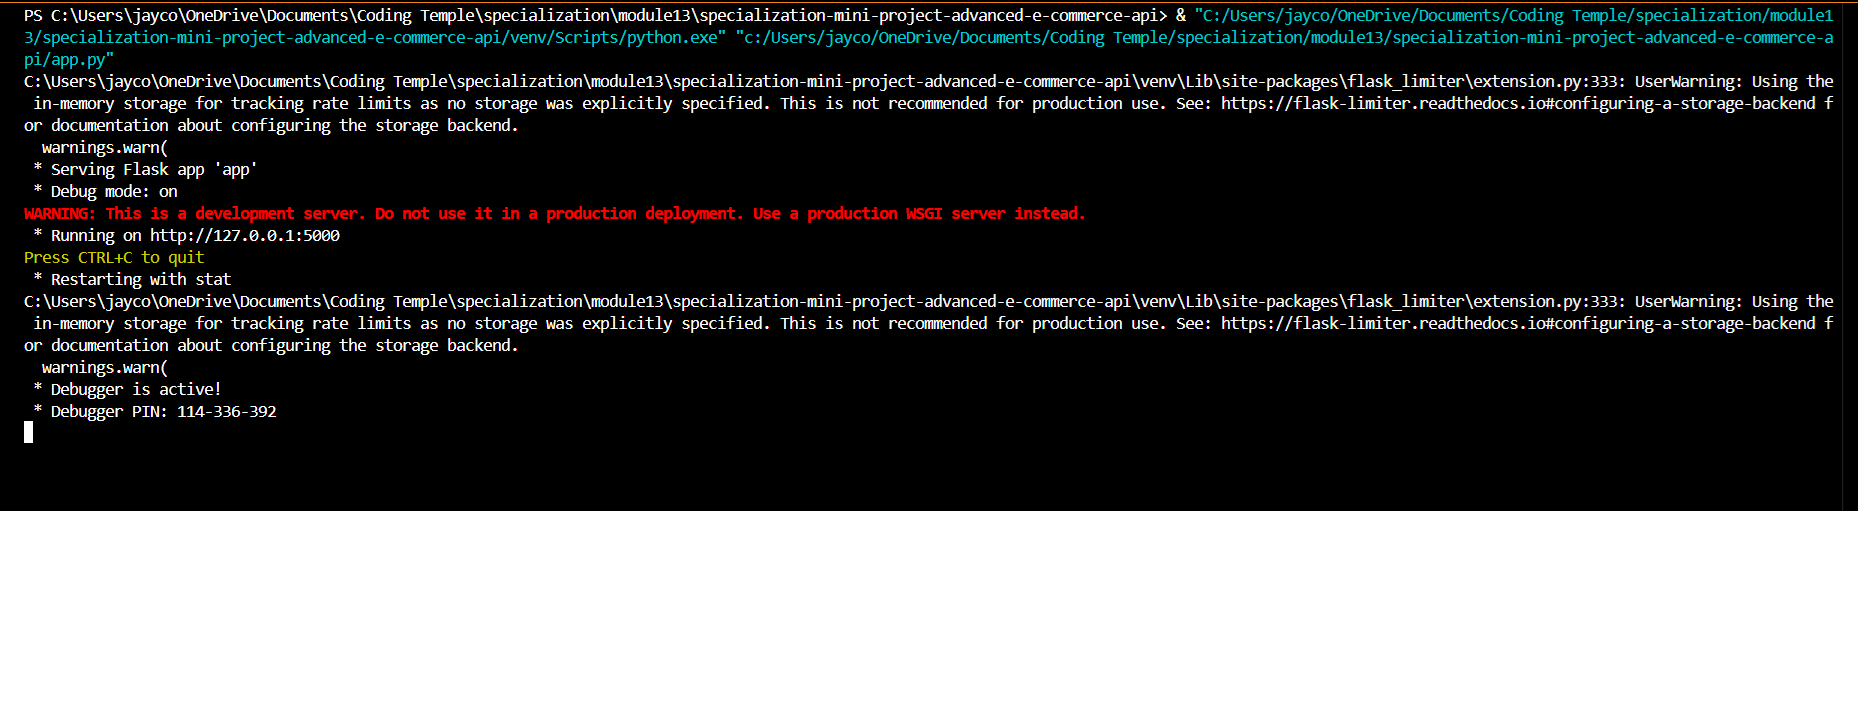 PS C:\Users\jayco\OneDrive\Documents\Coding Temple\specialization\module13\specialization-mini-project-advanced-e-commerce-api> & "C:/Users/jayco/OneDrive/Documents/Coding Temple/specialization/module1
3/specialization-mini-project-advanced-e-commerce-api/venv/Scripts/python.exe" "c:/Users/jayco/OneDrive/Documents/Coding Temple/specialization/module13/specialization-mini-project-advanced-e-commerce-a
pi/app.py"
C:\Users\jayco\OneDrive\Documents\Coding Temple\specialization\module13\specialization-mini-project-advanced-e-commerce-api\venv\Lib\site-packages\flask_limiter\extension.py:333: UserWarning: Using the
 in-memory storage for tracking rate limits as no storage was explicitly specified. This is not recommended for production use. See: https://flask-limiter.readthedocs.io#configuring-a-storage-backend f
or documentation about configuring the storage backend.
  warnings.warn(
 * Serving Flask app 'app'
 * Debug mode: on
WARNING: This is a development server. Do not use it in a production deployment. Use a production WSGI server instead.
 * Running on http://127.0.0.1:5000
Press CTRL+C to quit
 * Restarting with stat
C:\Users\jayco\OneDrive\Documents\Coding Temple\specialization\module13\specialization-mini-project-advanced-e-commerce-api\venv\Lib\site-packages\flask_limiter\extension.py:333: UserWarning: Using the
 in-memory storage for tracking rate limits as no storage was explicitly specified. This is not recommended for production use. See: https://flask-limiter.readthedocs.io#configuring-a-storage-backend f
or documentation about configuring the storage backend.
  warnings.warn(
 * Debugger is active!
 * Debugger PIN: 114-336-392